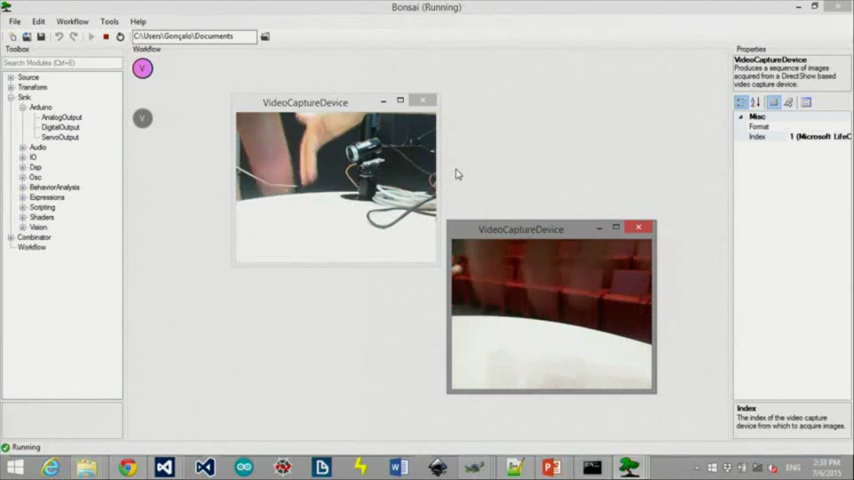 Bonsai (Running)
File Edit Workflow Tools Help
C:\Users\Gonçalo\Documents
Toolbox
Workflow
Properties
Search Modules (Ctrl+E)
Source
Transform
Sink
Arduino
AnalogOutput
DigitalOutput
ServoOutput
Audio
IO
Dsp
Osc
BehaviorAnalysis
Expressions
Scripting
Shaders
Vision
Combinator
Workflow
V
V
VideoCaptureDevice
VideoCaptureDevice
VideoCaptureDevice
Produces a sequence of images
acquired from a DirectShow based
video capture device.
Misc
Format
Index 1 (Microsoft LifeC
Index
The index of the video capture
device from which to acquire images.
Running
ENG
2:33 PM
7/6/2015